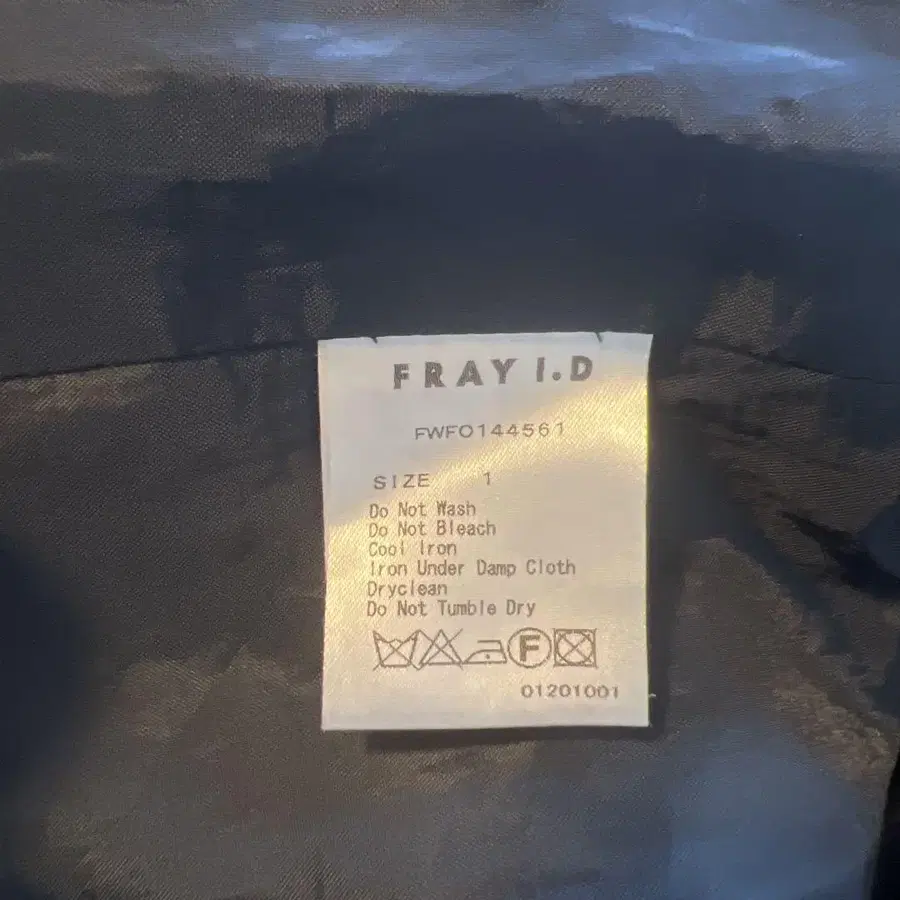 FRAY I.D
FWFO144561
SIZE 1
Do Not Wash
Do Not Bleach
Cool Iron
Iron Under Damp Cloth
Dryclean
Do Not Tumble Dry
F
01201001